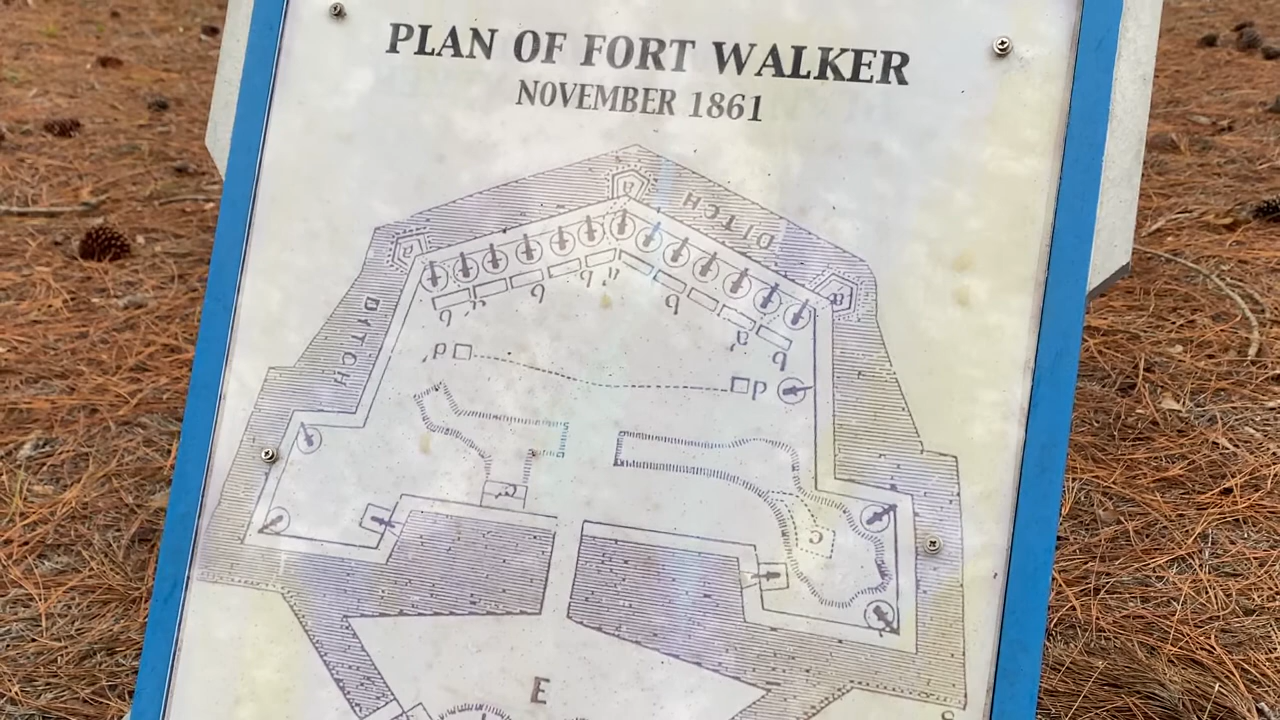 PLAN OF FORT WALKER
NOVEMBER 1861
DITCH
DITCH
a
a
b
a'
b
b
a'
b
a'
b
d'
d
c
E